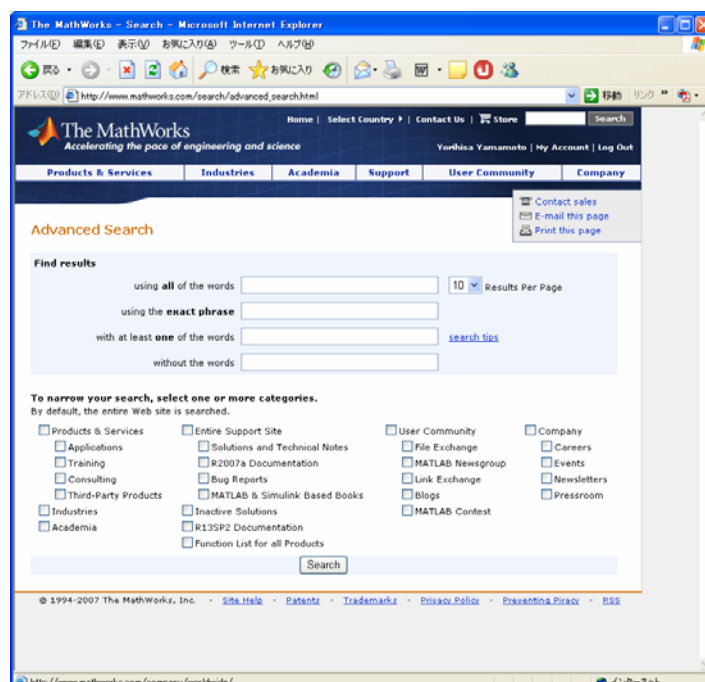 The MathWorks - Search - Microsoft Internet Explorer
ファイル(F) 編集(E) 表示(V) お気に入り(A) ツール(T) ヘルプ(H)
戻る 検索 お気に入り
アドレス(D) http://www.mathworks.com/search/advanced_search.html 移動 リンク »
Home | Select Country | Contact Us | Store Search
The MathWorks
Accelerating the pace of engineering and science
Yorihisa Yamamoto | My Account | Log Out
Products & Services Industries Academia Support User Community Company
Contact sales
E-mail this page
Print this page
Advanced Search
Find results
using all of the words 10 Results Per Page
using the exact phrase
with at least one of the words search tips
without the words
To narrow your search, select one or more categories.
By default, the entire Web site is searched.
Products & Services Entire Support Site User Community Company
Applications Solutions and Technical Notes File Exchange Careers
Training R2007a Documentation MATLAB Newsgroup Events
Consulting Bug Reports Link Exchange Newsletters
Third-Party Products MATLAB & Simulink Based Books Blogs Pressroom
Industries Inactive Solutions MATLAB Contest
Academia R13SP2 Documentation
Function List for all Products
Search
© 1994-2007 The MathWorks, Inc. - Site Help - Patents - Trademarks - Privacy Policy - Preventing Piracy - RSS
http://www.mathworks.com/company/worldwide/ インターネット